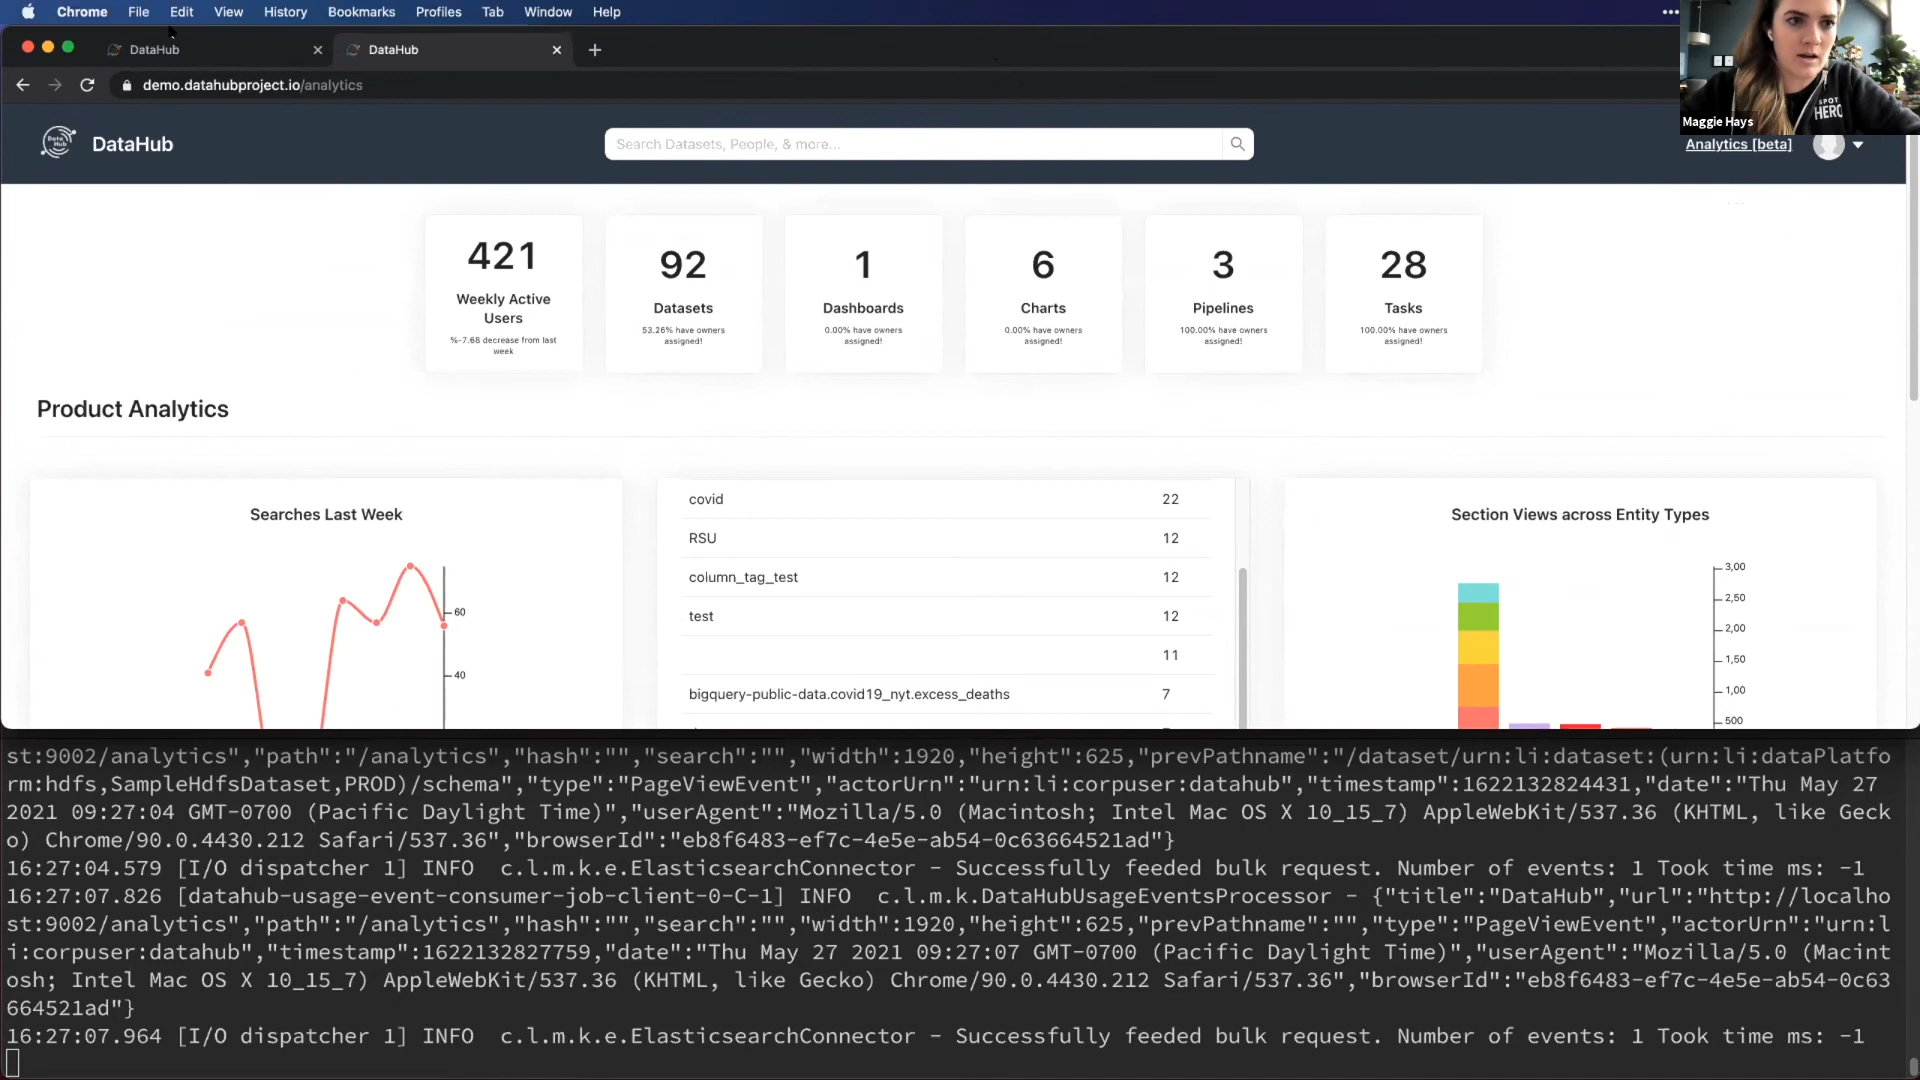 Chrome File Edit View History Bookmarks Profiles Tab Window Help
DataHub
DataHub
demo.datahubproject.io/analytics
SPOT
HERO
Maggie Hays
Data
Hub
DataHub
Search Datasets, People, & more...
Analytics [beta]
421
Weekly Active
Users
%-7.68 decrease from last
week
92
Datasets
53.26% have owners
assigned!
1
Dashboards
0.00% have owners
assigned!
6
Charts
0.00% have owners
assigned!
3
Pipelines
100.00% have owners
assigned!
28
Tasks
100.00% have owners
assigned!
Product Analytics
Searches Last Week
60
40
covid 22
RSU 12
column_tag_test 12
test 12
11
bigquery-public-data.covid19_nyt.excess_deaths 7
Section Views across Entity Types
3,00
2,50
2,00
1,50
1,00
500
st:9002/analytics","path":"/analytics","hash":"","search":"","width":1920,"height":625,"prevPathname":"/dataset/urn:li:dataset:(urn:li:dataPlatfo
rm:hdfs,SampleHdfsDataset,PROD)/schema","type":"PageViewEvent","actorUrn":"urn:li:corpuser:datahub","timestamp":1622132824431,"date":"Thu May 27
2021 09:27:04 GMT-0700 (Pacific Daylight Time)","userAgent":"Mozilla/5.0 (Macintosh; Intel Mac OS X 10_15_7) AppleWebKit/537.36 (KHTML, like Geck
o) Chrome/90.0.4430.212 Safari/537.36","browserId":"eb8f6483-ef7c-4e5e-ab54-0c63664521ad"}
16:27:04.579 [I/O dispatcher 1] INFO  c.l.m.k.e.ElasticsearchConnector - Successfully feeded bulk request. Number of events: 1 Took time ms: -1
16:27:07.826 [datahub-usage-event-consumer-job-client-0-C-1] INFO  c.l.m.k.DataHubUsageEventsProcessor - {"title":"DataHub","url":"http://localho
st:9002/analytics","path":"/analytics","hash":"","search":"","width":1920,"height":625,"prevPathname":"","type":"PageViewEvent","actorUrn":"urn:l
i:corpuser:datahub","timestamp":1622132827759,"date":"Thu May 27 2021 09:27:07 GMT-0700 (Pacific Daylight Time)","userAgent":"Mozilla/5.0 (Macint
osh; Intel Mac OS X 10_15_7) AppleWebKit/537.36 (KHTML, like Gecko) Chrome/90.0.4430.212 Safari/537.36","browserId":"eb8f6483-ef7c-4e5e-ab54-0c63
664521ad"}
16:27:07.964 [I/O dispatcher 1] INFO  c.l.m.k.e.ElasticsearchConnector - Successfully feeded bulk request. Number of events: 1 Took time ms: -1